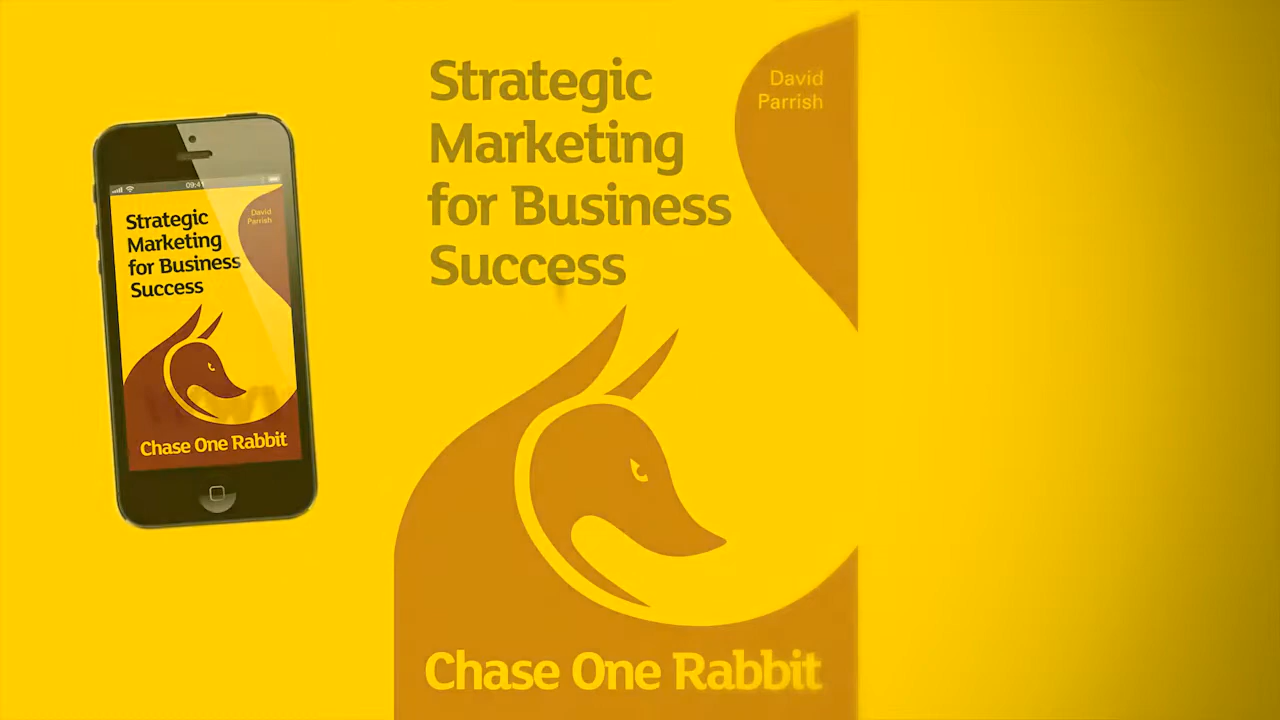 09:41
Strategic
Marketing
for Business
Success
David
Parrish
Chase One Rabbit
Strategic
Marketing
for Business
Success
David
Parrish
Chase One Rabbit